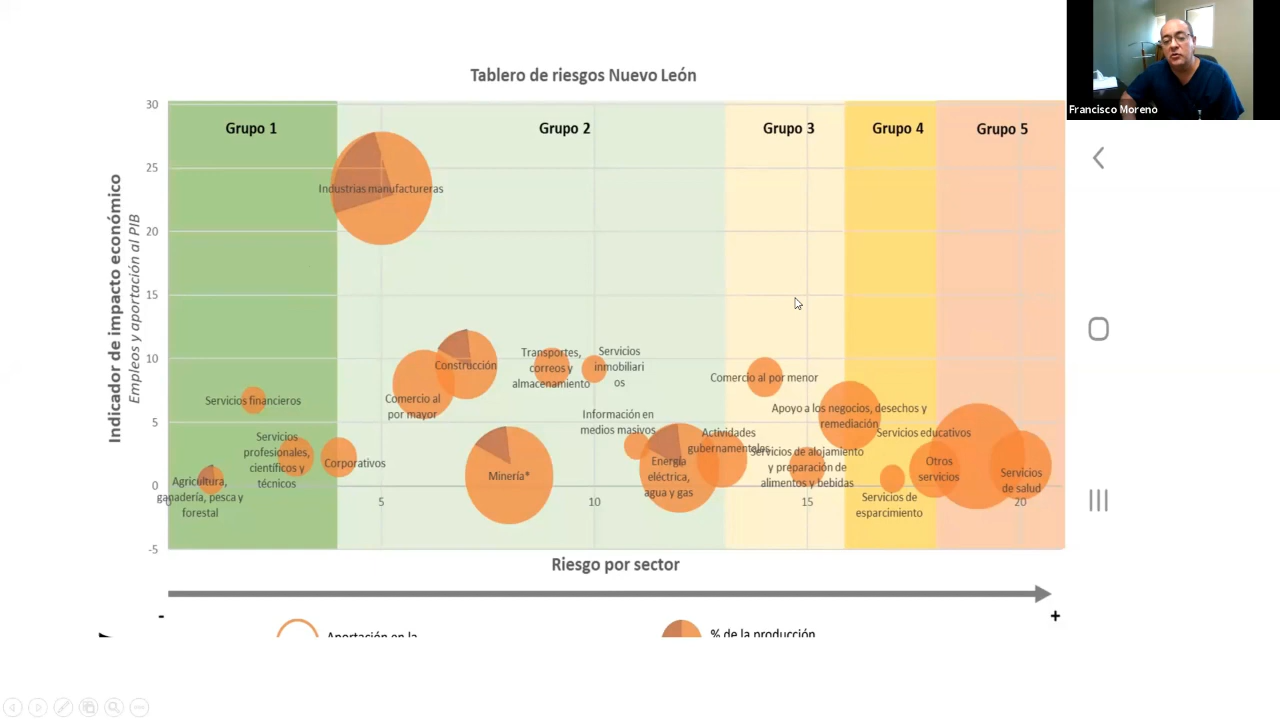 Tablero de riesgos Nuevo León
Francisco Moreno
Grupo 1
Grupo 2
Grupo 3
Grupo 4
Grupo 5
Indicador de impacto económico
Empleos y aportación al PIB
30
25
20
15
10
5
0
-5
Industrias manufactureras
Servicios financieros
Servicios
profesionales,
científicos y
técnicos
Corporativos
Agricultura,
ganadería, pesca y
forestal
Comercio al
por mayor
Construcción
Transportes,
correos y
almacenamiento
Servicios
inmobiliari
os
Minería*
Información en
medios masivos
Energía
eléctrica,
agua y gas
Actividades
gubernamentales
Comercio al por menor
Servicios de alojamiento
y preparación de
alimentos y bebidas
Apoyo a los negocios, desechos y
remediación
Servicios educativos
Servicios de
esparcimiento
Otros
servicios
Servicios
de salud
0
5
10
15
20
Riesgo por sector
-
+
Aportación en la
% de la producción